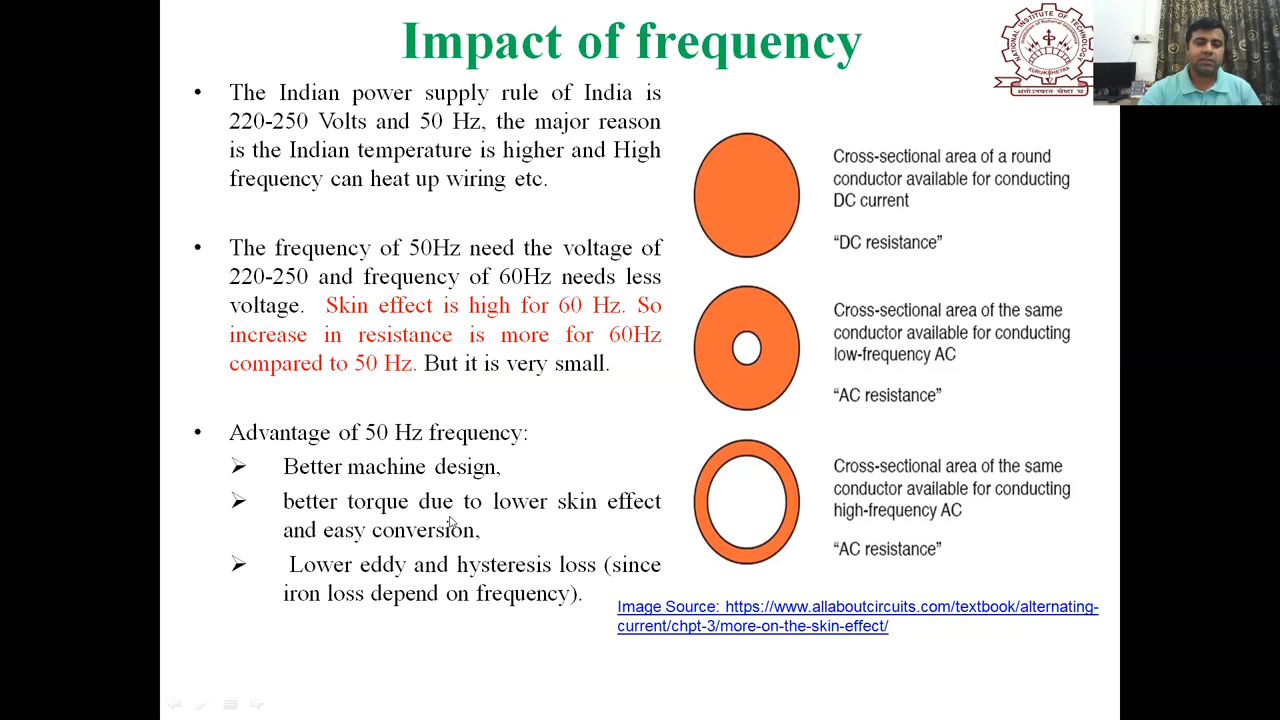 Impact of frequency
• The Indian power supply rule of India is
220-250 Volts and 50 Hz, the major reason
is the Indian temperature is higher and High
frequency can heat up wiring etc.
• The frequency of 50Hz need the voltage of
220-250 and frequency of 60Hz needs less
voltage. Skin effect is high for 60 Hz. So
increase in resistance is more for 60Hz
compared to 50 Hz. But it is very small.
• Advantage of 50 Hz frequency:
➢ Better machine design,
➢ better torque due to lower skin effect
and easy conversion,
➢ Lower eddy and hysteresis loss (since
iron loss depend on frequency).
Cross-sectional area of a round
conductor available for conducting
DC current
“DC resistance”
Cross-sectional area of the same
conductor available for conducting
low-frequency AC
“AC resistance”
Cross-sectional area of the same
conductor available for conducting
high-frequency AC
“AC resistance”
Image Source: https://www.allaboutcircuits.com/textbook/alternating-
current/chpt-3/more-on-the-skin-effect/
NATIONAL INSTITUTE OF TECHNOLOGY
KURUKSHETRA